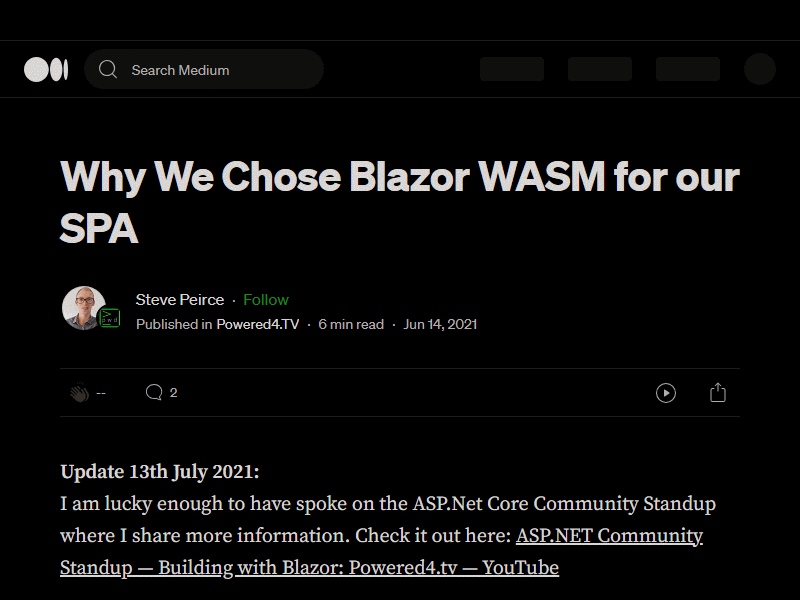 Search Medium
Why We Chose Blazor WASM for our
SPA
Steve Peirce · Follow
Published in Powered4.TV · 6 min read · Jun 14, 2021
-- 2
Update 13th July 2021:
I am lucky enough to have spoke on the ASP.Net Core Community Standup
where I share more information. Check it out here: ASP.NET Community
Standup — Building with Blazor: Powered4.tv — YouTube